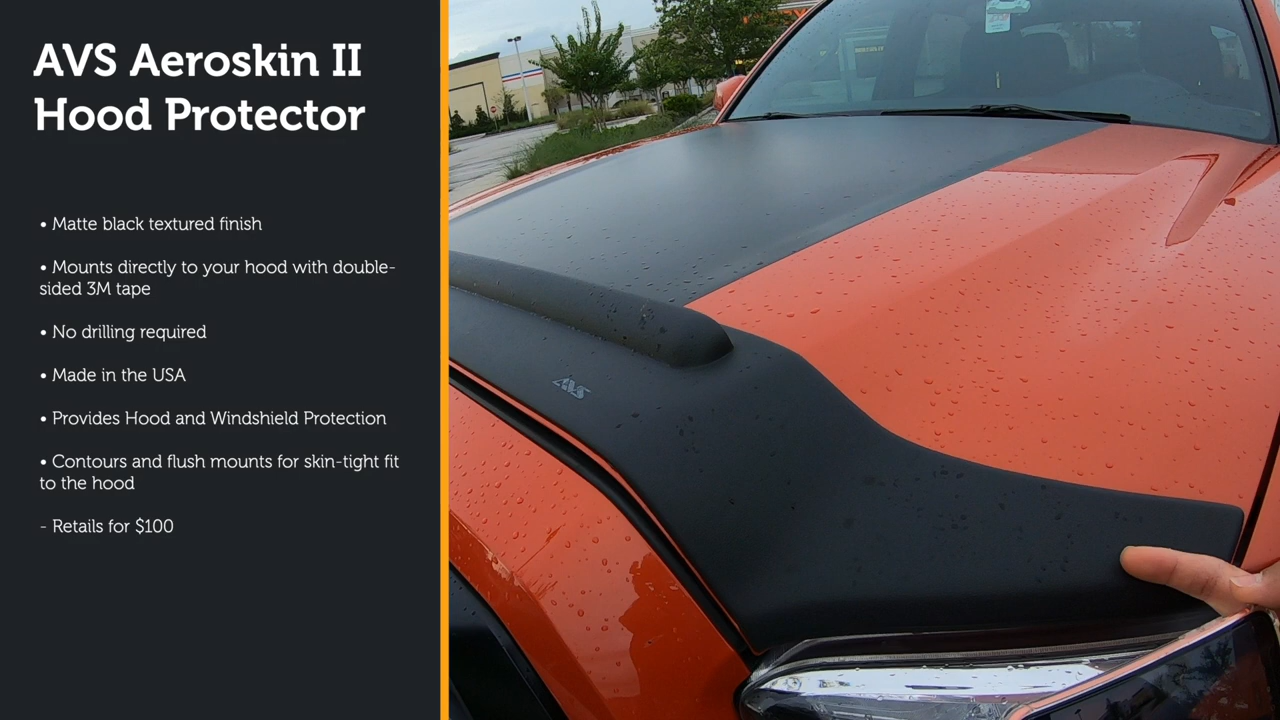 AVS Aeroskin II
Hood Protector
• Matte black textured finish
• Mounts directly to your hood with double-
sided 3M tape
• No drilling required
• Made in the USA
• Provides Hood and Windshield Protection
• Contours and flush mounts for skin-tight fit
to the hood
- Retails for $100
AVS